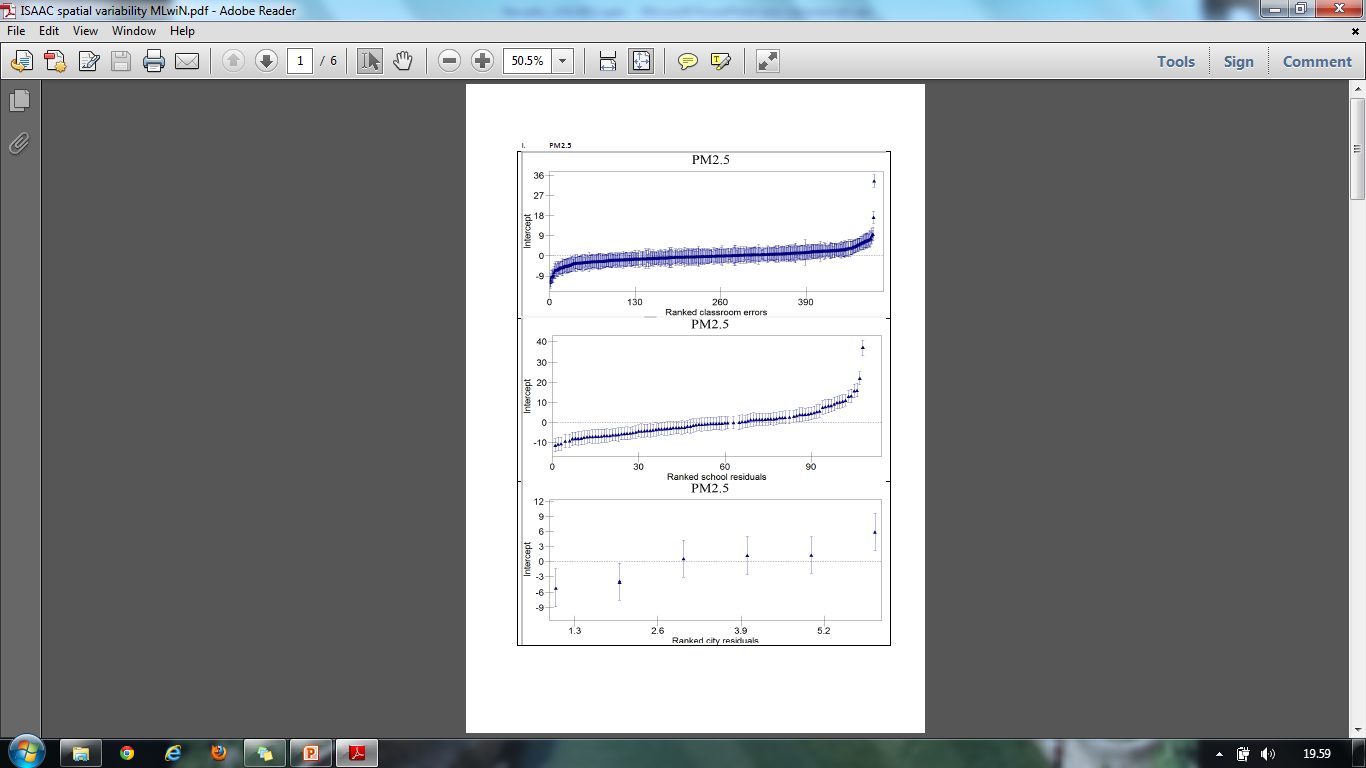 ISAAC spatial variability MLwiN.pdf - Adobe Reader
File Edit View Window Help
1 / 6 50.5% Tools Sign Comment
I. PM2.5
PM2.5
36
27
18
9
0
-9
Intercept
0 130 260 390
Ranked classroom errors
PM2.5
40
30
20
10
0
-10
Intercept
0 30 60 90
Ranked school residuals
PM2.5
12
9
6
3
0
-3
-6
-9
Intercept
1.3 2.6 3.9 5.2
Ranked city residuals
19.59